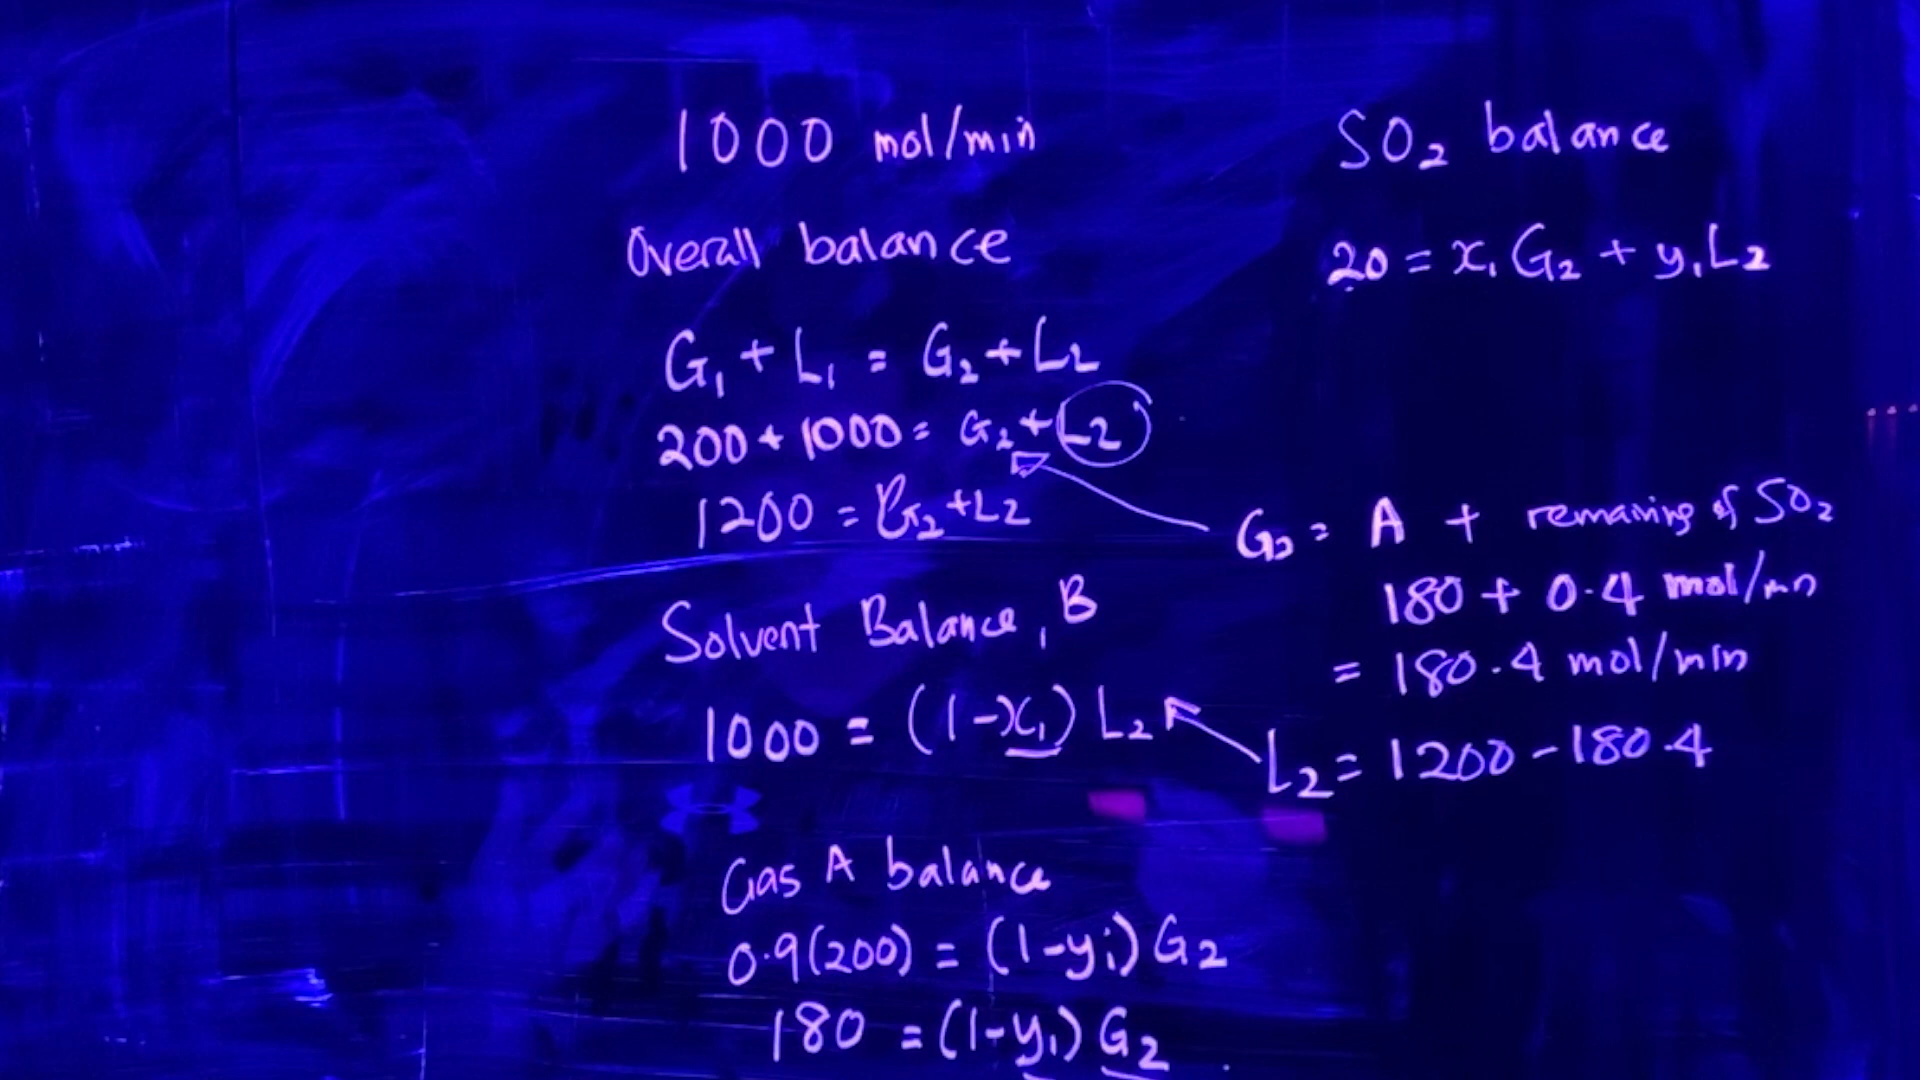 1000 mol/min
Overall balance
G₁ + L₁ = G₂ + L₂
200 + 1000 = G₂ + L2
1200 = G₂ + L2
Solvent Balance, B
1000 = (1-x₁) L₂
Gas A balance
0.9(200) = (1-y₁) G₂
180 = (1-y₁) G₂
SO₂ balance
20 = x₁ G₂ + y₁ L₂
G₂ = A + remaining of SO₂
180 + 0.4 mol/min
= 180.4 mol/min
L₂ = 1200 - 180.4